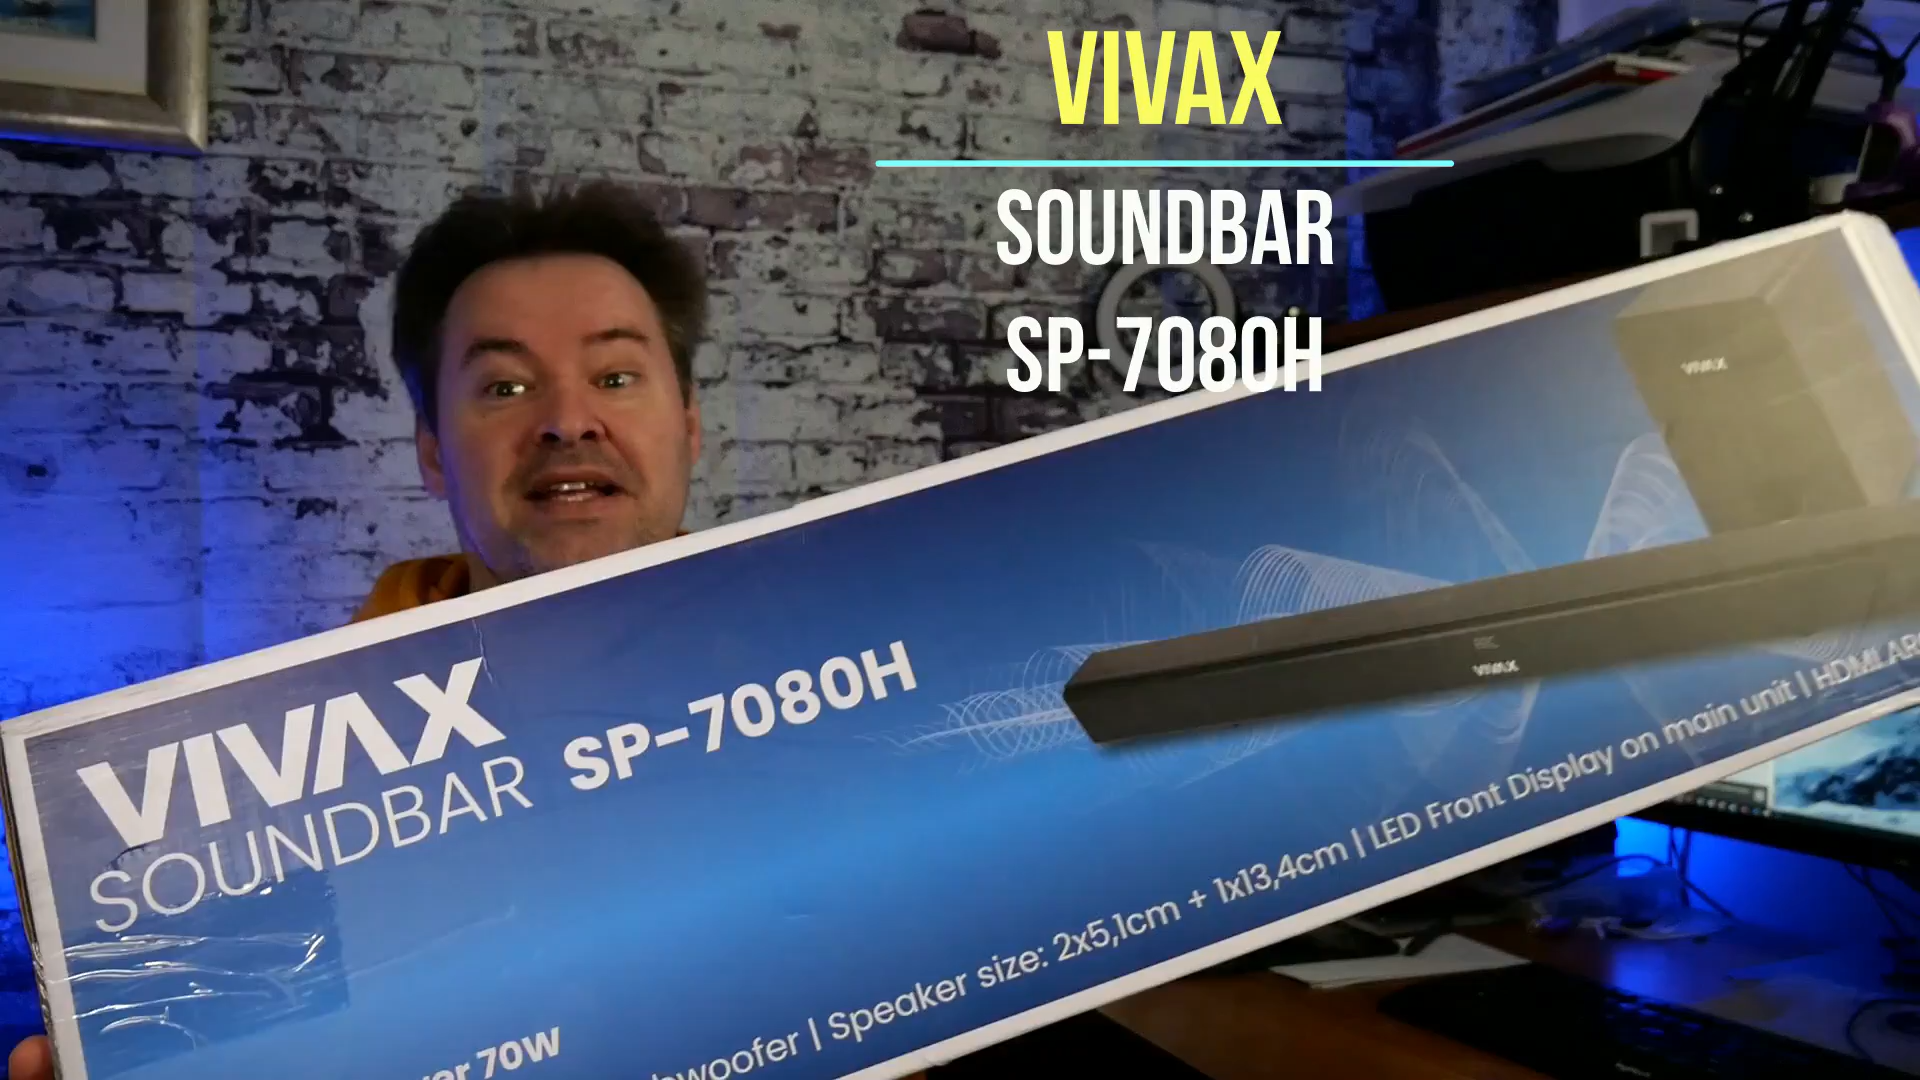 VIVAX
SOUNDBAR
SP-7080H
VIVAX
VIVAX
VIVAX
SOUNDBAR SP-7080H
70W
Speaker size: 2x5,1cm + 1x13,4cm | LED Front Display on main unit | HDMI, AR